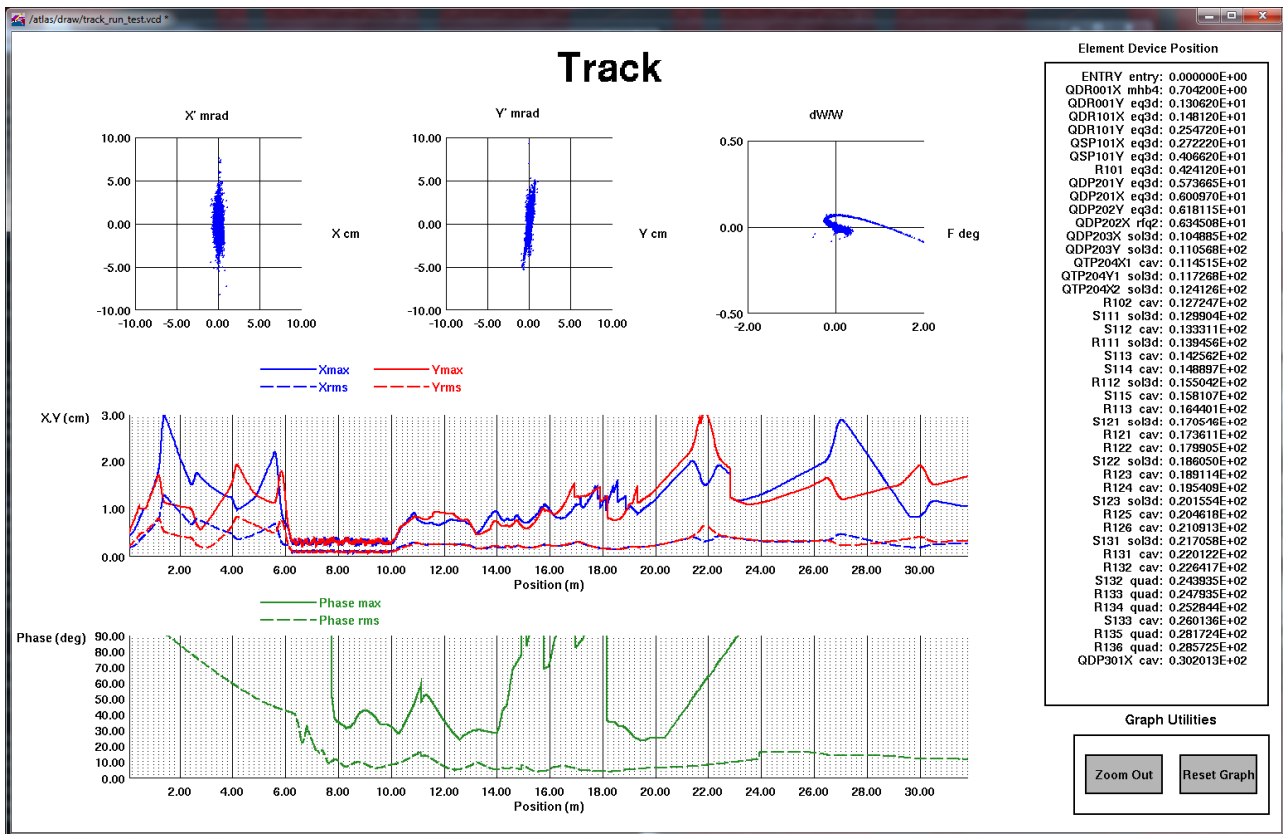 /atlas/draw/track_run_test.vcd *
Track
X' mrad
10.00
5.00
0.00
-5.00
-10.00
-10.00 -5.00 0.00 5.00 10.00
X cm
Y' mrad
10.00
5.00
0.00
-5.00
-10.00
-10.00 -5.00 0.00 5.00 10.00
Y cm
dW/W
0.50
0.00
-0.50
-2.00 0.00 2.00
F deg
Xmax Ymax
Xrms Yrms
X,Y (cm)
3.00
2.00
1.00
0.00
2.00 4.00 6.00 8.00 10.00 12.00 14.00 16.00 18.00 20.00 22.00 24.00 26.00 28.00 30.00
Position (m)
Phase max
Phase rms
Phase (deg)
90.00
80.00
70.00
60.00
50.00
40.00
30.00
20.00
10.00
0.00
2.00 4.00 6.00 8.00 10.00 12.00 14.00 16.00 18.00 20.00 22.00 24.00 26.00 28.00 30.00
Position (m)
Element Device Position
ENTRY entry: 0.000000E+00
QDR001X mhb4: 0.704200E+00
QDR001Y eq3d: 0.130620E+01
QDR101X eq3d: 0.148120E+01
QDR101Y eq3d: 0.254720E+01
QSP101X eq3d: 0.272220E+01
QSP101Y eq3d: 0.406620E+01
R101 eq3d: 0.424120E+01
QDP201Y eq3d: 0.573665E+01
QDP201X eq3d: 0.600970E+01
QDP202Y eq3d: 0.618115E+01
QDP202X rfq2: 0.634508E+01
QDP203X sol3d: 0.104885E+02
QDP203Y sol3d: 0.110568E+02
QTP204X1 cav: 0.114515E+02
QTP204Y1 sol3d: 0.117268E+02
QTP204X2 sol3d: 0.124126E+02
R102 cav: 0.127247E+02
S111 sol3d: 0.129904E+02
S112 cav: 0.133311E+02
R111 sol3d: 0.139456E+02
S113 cav: 0.142562E+02
S114 cav: 0.148897E+02
R112 sol3d: 0.155042E+02
S115 cav: 0.158107E+02
R113 cav: 0.164401E+02
S121 sol3d: 0.170546E+02
R121 cav: 0.173611E+02
R122 cav: 0.179905E+02
S122 sol3d: 0.186050E+02
R123 cav: 0.189114E+02
R124 cav: 0.195409E+02
S123 sol3d: 0.201554E+02
R125 cav: 0.204618E+02
R126 cav: 0.210913E+02
S131 sol3d: 0.217058E+02
R131 cav: 0.220122E+02
R132 cav: 0.226417E+02
S132 quad: 0.243935E+02
R133 quad: 0.247935E+02
R134 quad: 0.252844E+02
S133 cav: 0.260136E+02
R135 quad: 0.281724E+02
R136 quad: 0.285725E+02
QDP301X cav: 0.302013E+02
Graph Utilities
Zoom Out Reset Graph